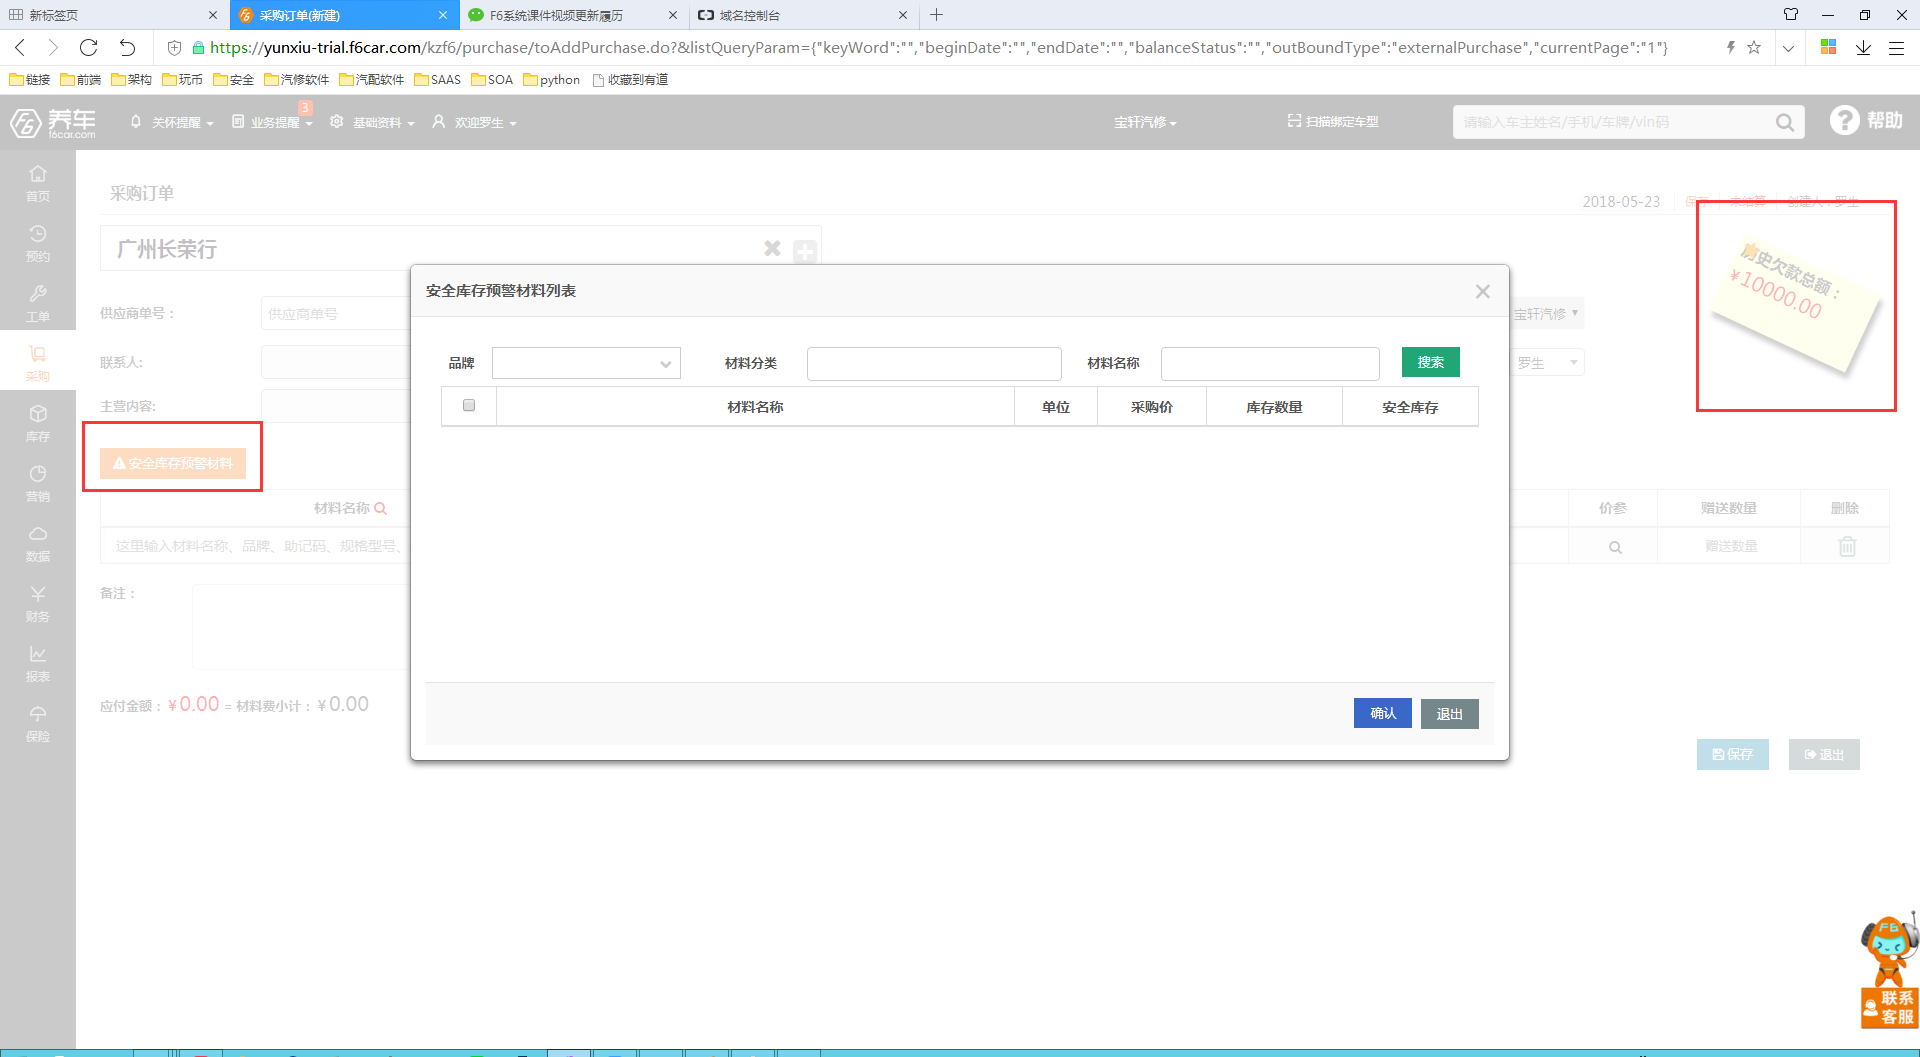 新标签页
采购订单(新建)
F6系统课件视频更新履历
域名控制台
https://yunxiu-trial.f6car.com/kzf6/purchase/toAddPurchase.do?&listQueryParam={"keyWord":"","beginDate":"","endDate":"","balanceStatus":"","outBoundType":"externalPurchase","currentPage":"1"}
链接 前端 架构 玩币 安全 汽修软件 汽配软件 SAAS SOA python 收藏到有道
养车
f6car.com
关怀提醒
业务提醒
3
基础资料
欢迎罗生
宝轩汽修
扫描绑定车型
请输入车主姓名/手机/车牌/vin码
帮助
首页
预约
工单
采购
库存
营销
数据
财务
报表
保险
采购订单
2018-05-23 保存 未结算 创建人：罗生
广州长荣行
历史欠款总额：
¥10000.00
供应商单号：
供应商单号
宝轩汽修
联系人:
罗生
主营内容:
安全库存预警材料
材料名称
价参
赠送数量
删除
这里输入材料名称、品牌、助记码、规格型号、
赠送数量
备注：
应付金额：¥0.00 = 材料费小计：¥0.00
保存
退出
安全库存预警材料列表
品牌
材料分类
材料名称
搜索
材料名称
单位
采购价
库存数量
安全库存
确认
退出
F6
联系
客服